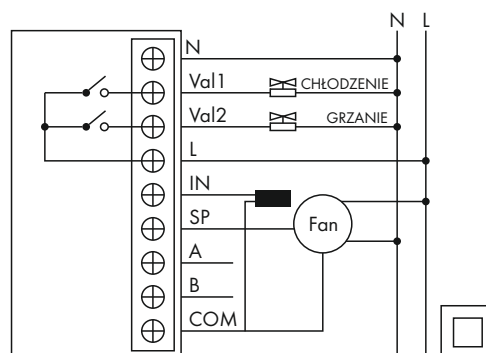 N L
N
Val1 CHŁODZENIE
Val2 GRZANIE
L
IN
SP Fan
A
B
COM